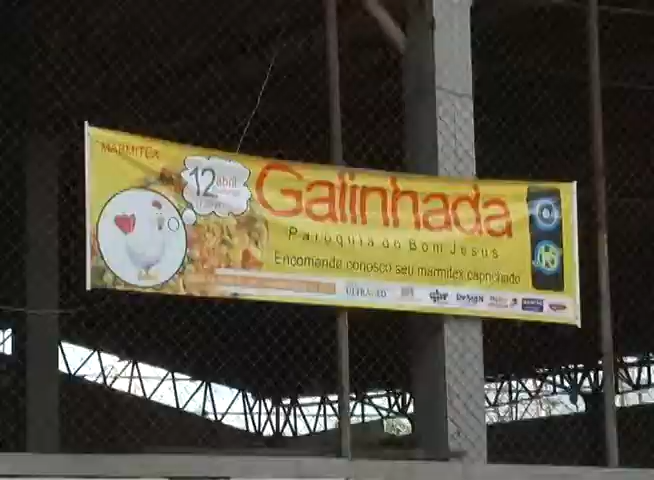 MARMITEX
12 abril
Galinhada
Paróquia do Bom Jesus
Encomende conosco seu marmitex caprichado